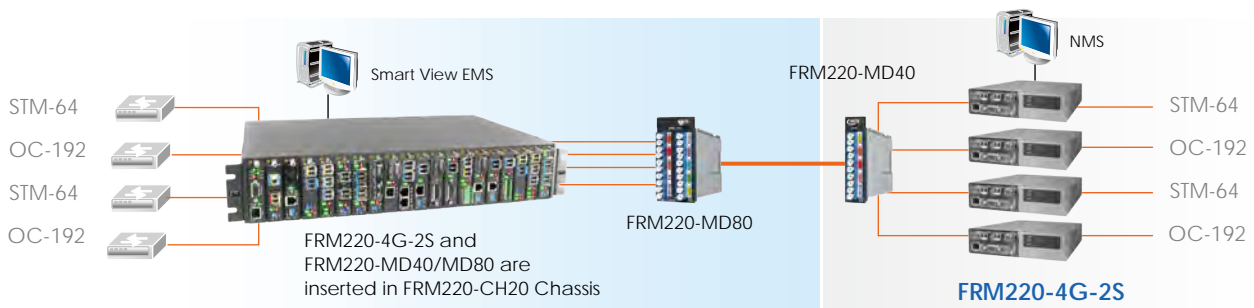 Smart View EMS
NMS
FRM220-MD40
STM-64
OC-192
STM-64
OC-192
STM-64
OC-192
STM-64
OC-192
FRM220-MD80
FRM220-4G-2S and
FRM220-MD40/MD80 are
inserted in FRM220-CH20 Chassis
FRM220-4G-2S